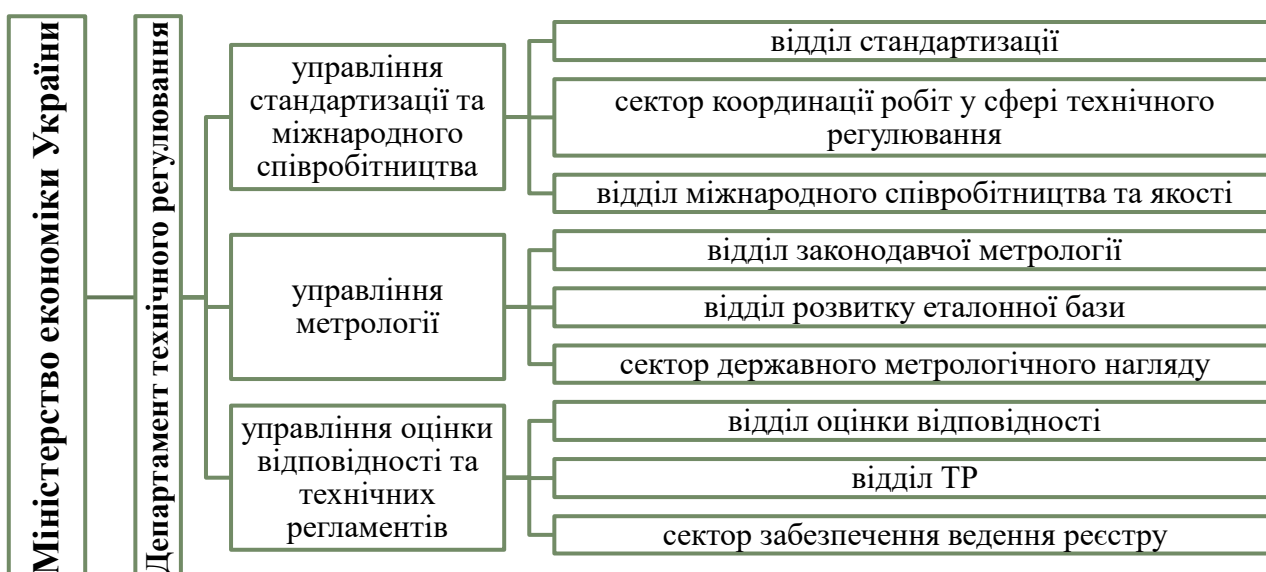 Міністерство економіки України
Департамент технічного регулювання
управління
стандартизації та
міжнародного
співробітництва
відділ стандартизації
сектор координації робіт у сфері технічного
регулювання
відділ міжнародного співробітництва та якості
управління
метрології
відділ законодавчої метрології
відділ розвитку еталонної бази
сектор державного метрологічного нагляду
управління оцінки
відповідності та
технічних
регламентів
відділ оцінки відповідності
відділ ТР
сектор забезпечення ведення реєстру